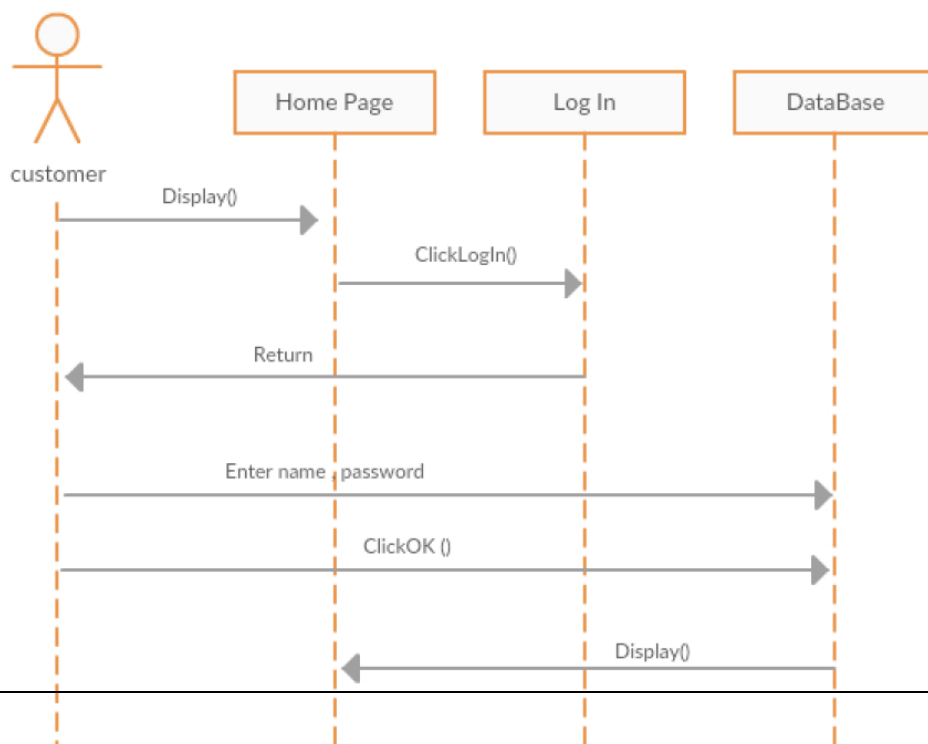 Home Page
Log In
DataBase
customer
Display()
ClickLogIn()
Return
Enter name , password
ClickOK ()
Display()